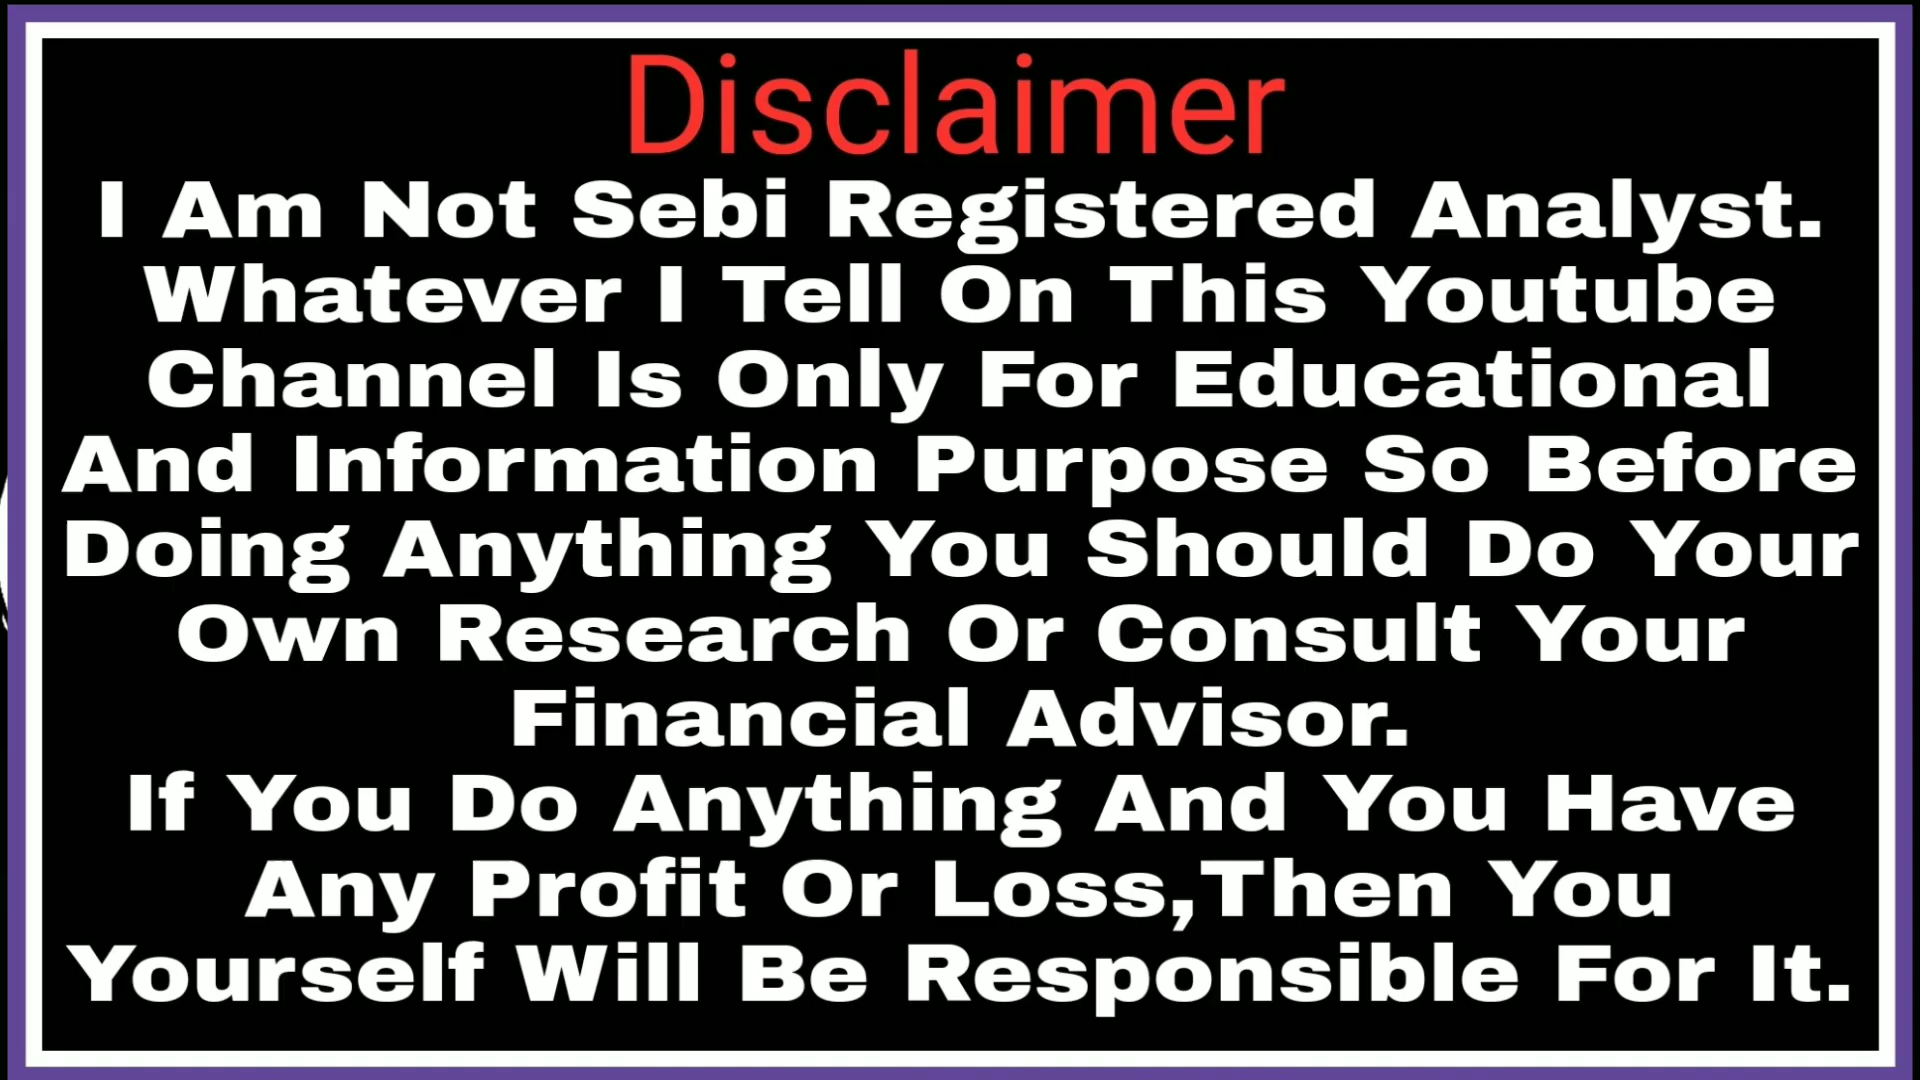 Disclaimer
I Am Not Sebi Registered Analyst.
Whatever I Tell On This Youtube
Channel Is Only For Educational
And Information Purpose So Before
Doing Anything You Should Do Your
Own Research Or Consult Your
Financial Advisor.
If You Do Anything And You Have
Any Profit Or Loss,Then You
Yourself Will Be Responsible For It.